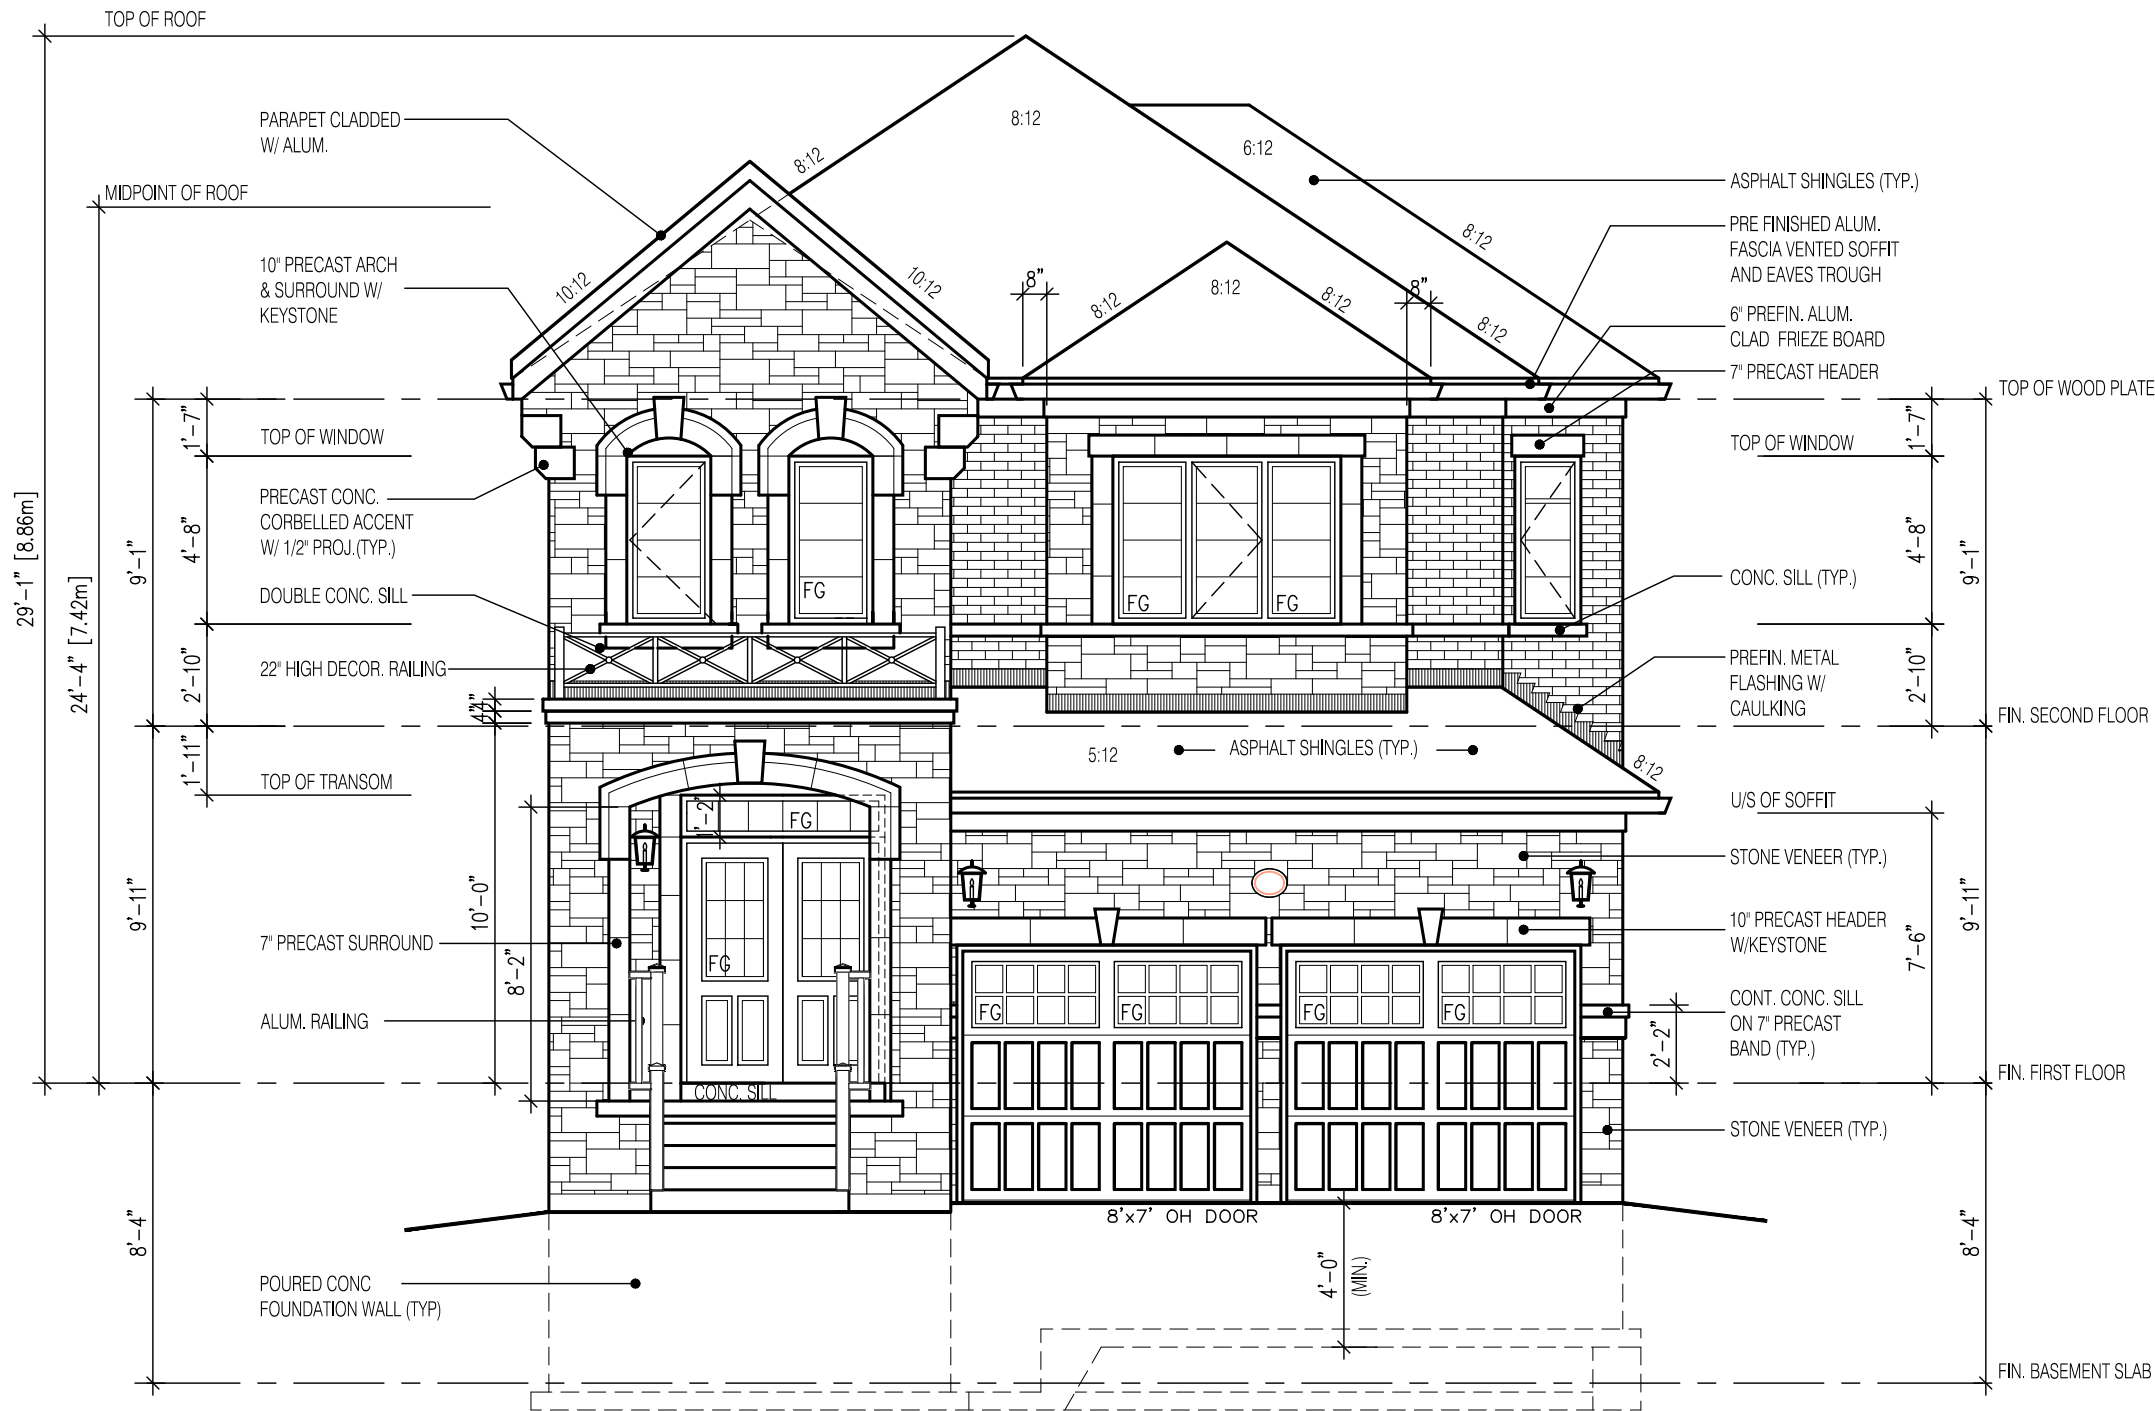 TOP OF ROOF
PARAPET CLADDED
W/ ALUM.
MIDPOINT OF ROOF
10" PRECAST ARCH
& SURROUND W/
KEYSTONE
TOP OF WINDOW
PRECAST CONC.
CORBELLED ACCENT
W/ 1/2" PROJ.(TYP.)
DOUBLE CONC. SILL
22" HIGH DECOR. RAILING
TOP OF TRANSOM
7" PRECAST SURROUND
ALUM. RAILING
POURED CONC
FOUNDATION WALL (TYP)
29'-1" [8.86m]
24'-4" [7.42m]
9'-1"
9'-11"
8'-4"
1'-7"
4'-8"
2'-10"
1'-11"
4"
4"
10'-0"
8'-2"
1'-2"
8:12
8:12
6:12
8:12
10:12
10:12
8"
8:12
8:12
8:12
8"
8:12
FG
FG
FG
5:12
ASPHALT SHINGLES (TYP.)
8:12
FG
FG
CONC. SILL
FG
FG
FG
FG
8'x7' OH DOOR
8'x7' OH DOOR
4'-0"
(MIN.)
ASPHALT SHINGLES (TYP.)
PRE FINISHED ALUM.
FASCIA VENTED SOFFIT
AND EAVES TROUGH
6" PREFIN. ALUM.
CLAD FRIEZE BOARD
7" PRECAST HEADER
TOP OF WOOD PLATE
TOP OF WINDOW
CONC. SILL (TYP.)
PREFIN. METAL
FLASHING W/
CAULKING
FIN. SECOND FLOOR
U/S OF SOFFIT
STONE VENEER (TYP.)
10" PRECAST HEADER
W/KEYSTONE
CONT. CONC. SILL
ON 7" PRECAST
BAND (TYP.)
FIN. FIRST FLOOR
STONE VENEER (TYP.)
FIN. BASEMENT SLAB
1'-7"
4'-8"
2'-10"
9'-1"
7'-6"
9'-11"
2'-2"
8'-4"